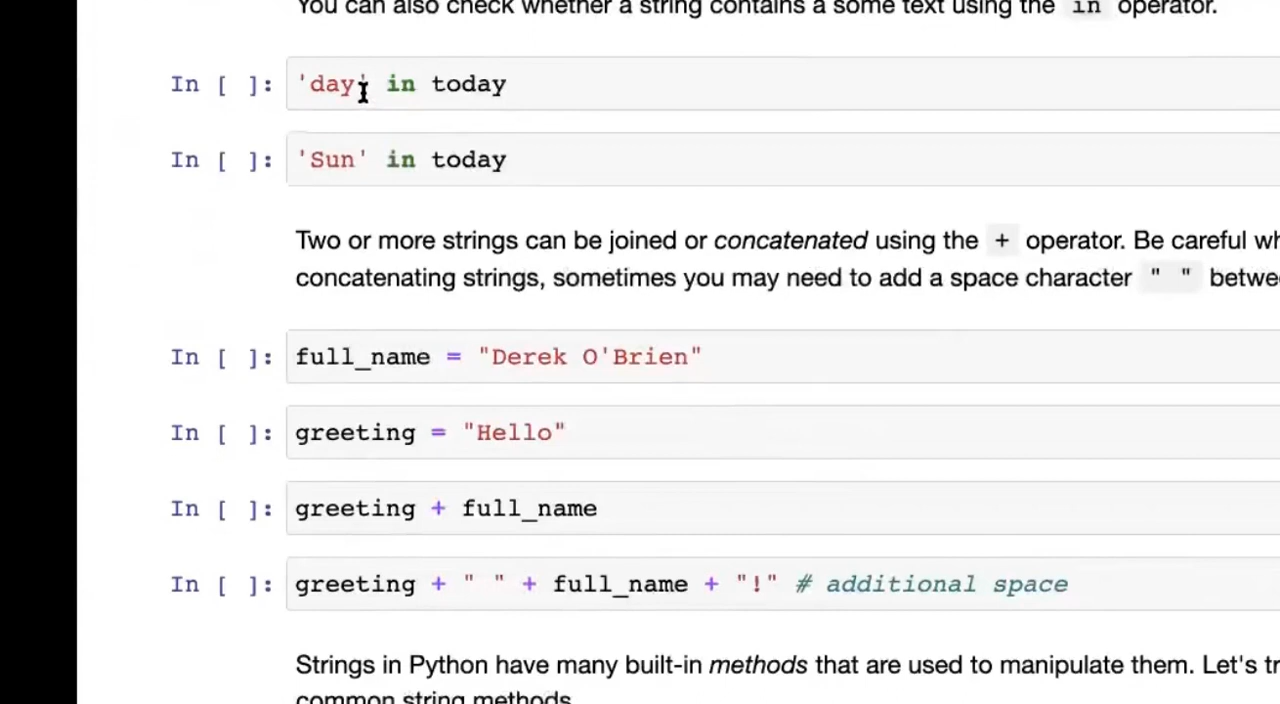 You can also check whether a string contains a some text using the in operator.
In [ ]: 'day' in today
In [ ]: 'Sun' in today
Two or more strings can be joined or concatenated using the + operator. Be careful
concatenating strings, sometimes you may need to add a space character " "
In [ ]: full_name = "Derek O'Brien"
In [ ]: greeting = "Hello"
In [ ]: greeting + full_name
In [ ]: greeting + " " + full_name + "!" # additional space
Strings in Python have many built-in methods that are used to manipulate them. Let's
common string methods.